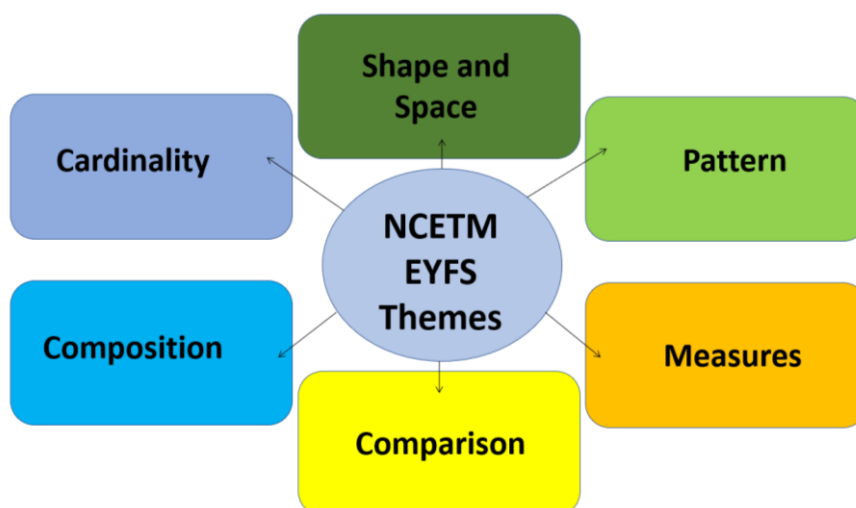 Shape and
Space
Cardinality
Pattern
NCETM
EYFS
Themes
Composition
Measures
Comparison